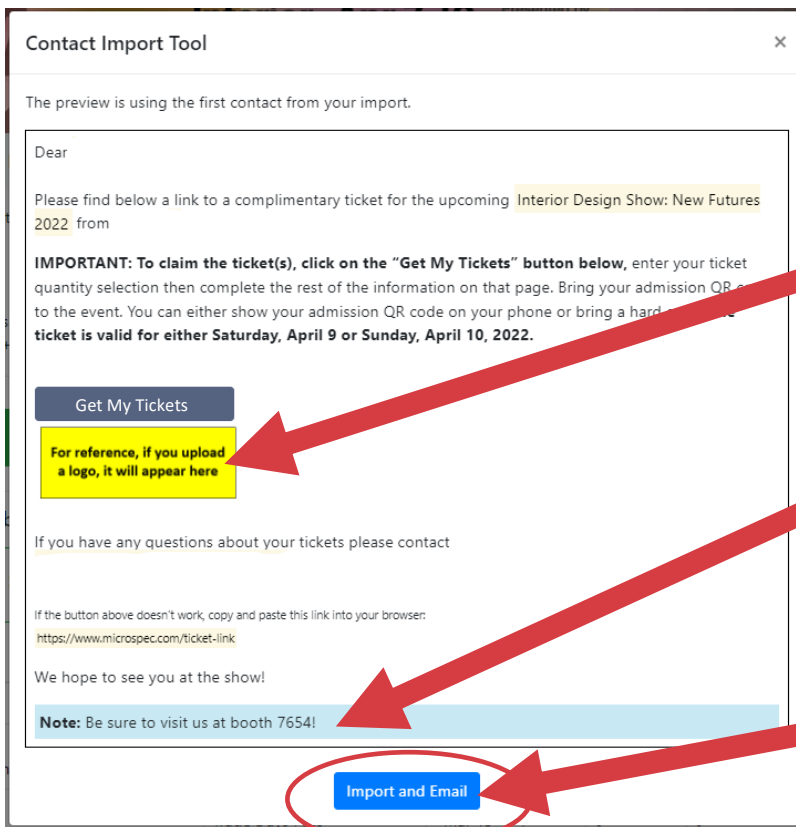 Contact Import Tool ×
The preview is using the first contact from your import.
Dear
Please find below a link to a complimentary ticket for the upcoming Interior Design Show: New Futures
2022 from
IMPORTANT: To claim the ticket(s), click on the “Get My Tickets” button below, enter your ticket
quantity selection then complete the rest of the information on that page. Bring your admission QR
to the event. You can either show your admission QR code on your phone or bring a hard
ticket is valid for either Saturday, April 9 or Sunday, April 10, 2022.
Get My Tickets
For reference, if you upload
a logo, it will appear here
If you have any questions about your tickets please contact
If the button above doesn't work, copy and paste this link into your browser:
https://www.microspec.com/ticket-link
We hope to see you at the show!
Note: Be sure to visit us at booth 7654!
Import and Email